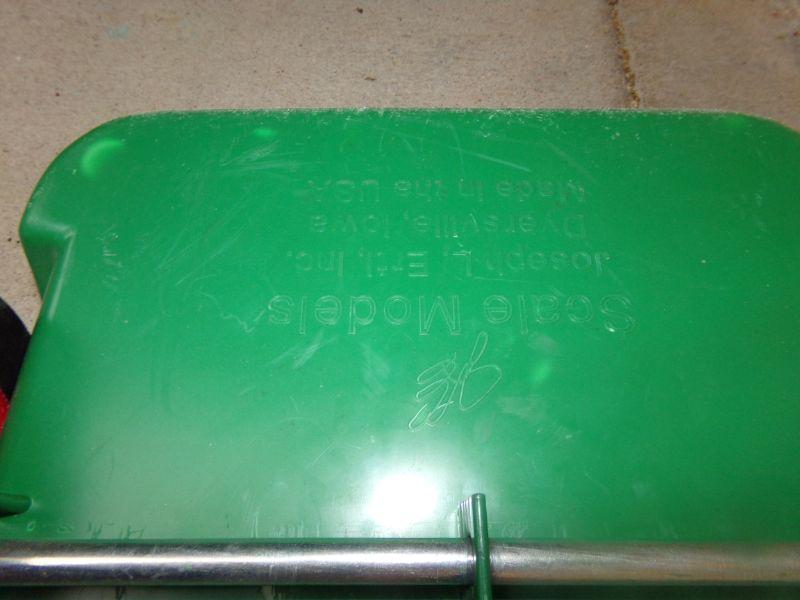 Scale Models
Joseph L. Ertl, Inc.
Dyersville, Iowa
Made in the USA